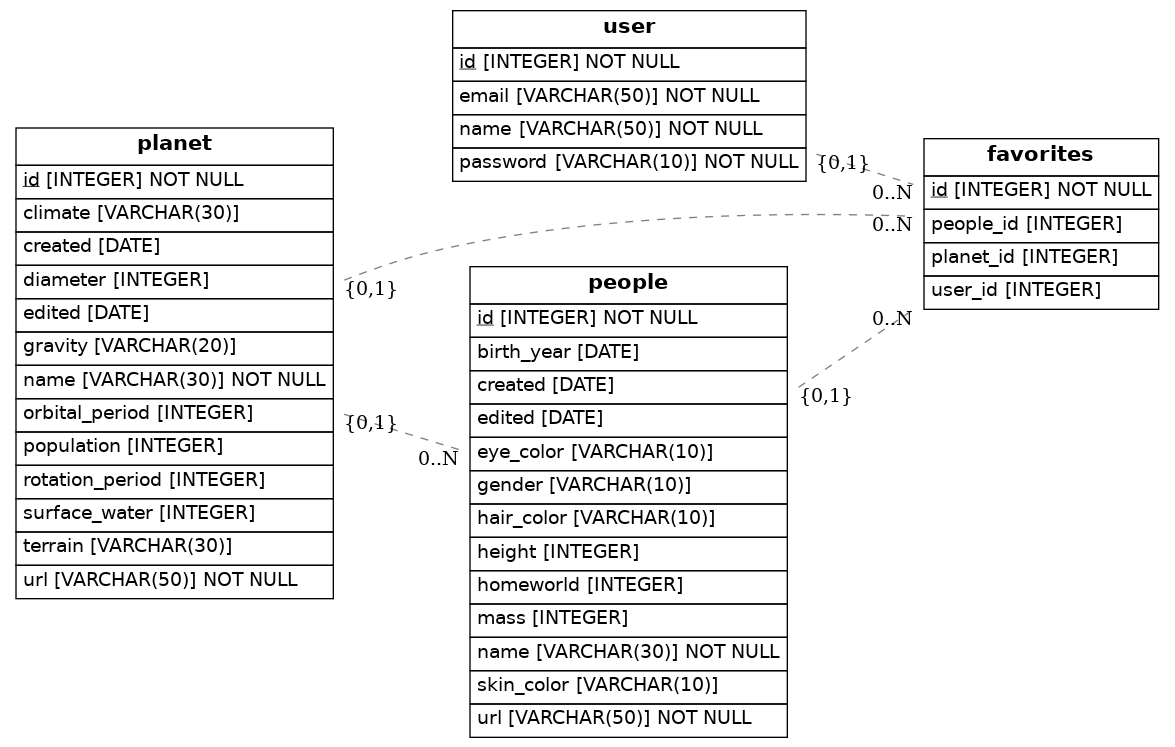 user
id [INTEGER] NOT NULL
email [VARCHAR(50)] NOT NULL
name [VARCHAR(50)] NOT NULL
password [VARCHAR(10)] NOT NULL
{0,1}
0..N
planet
id [INTEGER] NOT NULL
climate [VARCHAR(30)]
created [DATE]
diameter [INTEGER]
edited [DATE]
gravity [VARCHAR(20)]
name [VARCHAR(30)] NOT NULL
orbital_period [INTEGER]
population [INTEGER]
rotation_period [INTEGER]
surface_water [INTEGER]
terrain [VARCHAR(30)]
url [VARCHAR(50)] NOT NULL
{0,1}
0..N
{0,1}
0..N
favorites
id [INTEGER] NOT NULL
people_id [INTEGER]
planet_id [INTEGER]
user_id [INTEGER]
0..N
{0,1}
people
id [INTEGER] NOT NULL
birth_year [DATE]
created [DATE]
edited [DATE]
eye_color [VARCHAR(10)]
gender [VARCHAR(10)]
hair_color [VARCHAR(10)]
height [INTEGER]
homeworld [INTEGER]
mass [INTEGER]
name [VARCHAR(30)] NOT NULL
skin_color [VARCHAR(10)]
url [VARCHAR(50)] NOT NULL